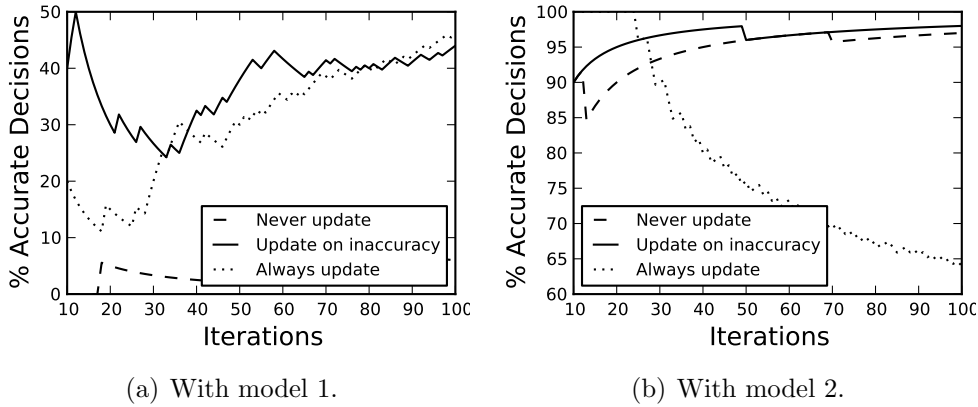 50
40
30
20
10
0
% Accurate Decisions
Never update
Update on inaccuracy
Always update
10 20 30 40 50 60 70 80 90 100
Iterations
(a) With model 1.
100
95
90
85
80
75
70
65
60
% Accurate Decisions
Never update
Update on inaccuracy
Always update
10 20 30 40 50 60 70 80 90 100
Iterations
(b) With model 2.